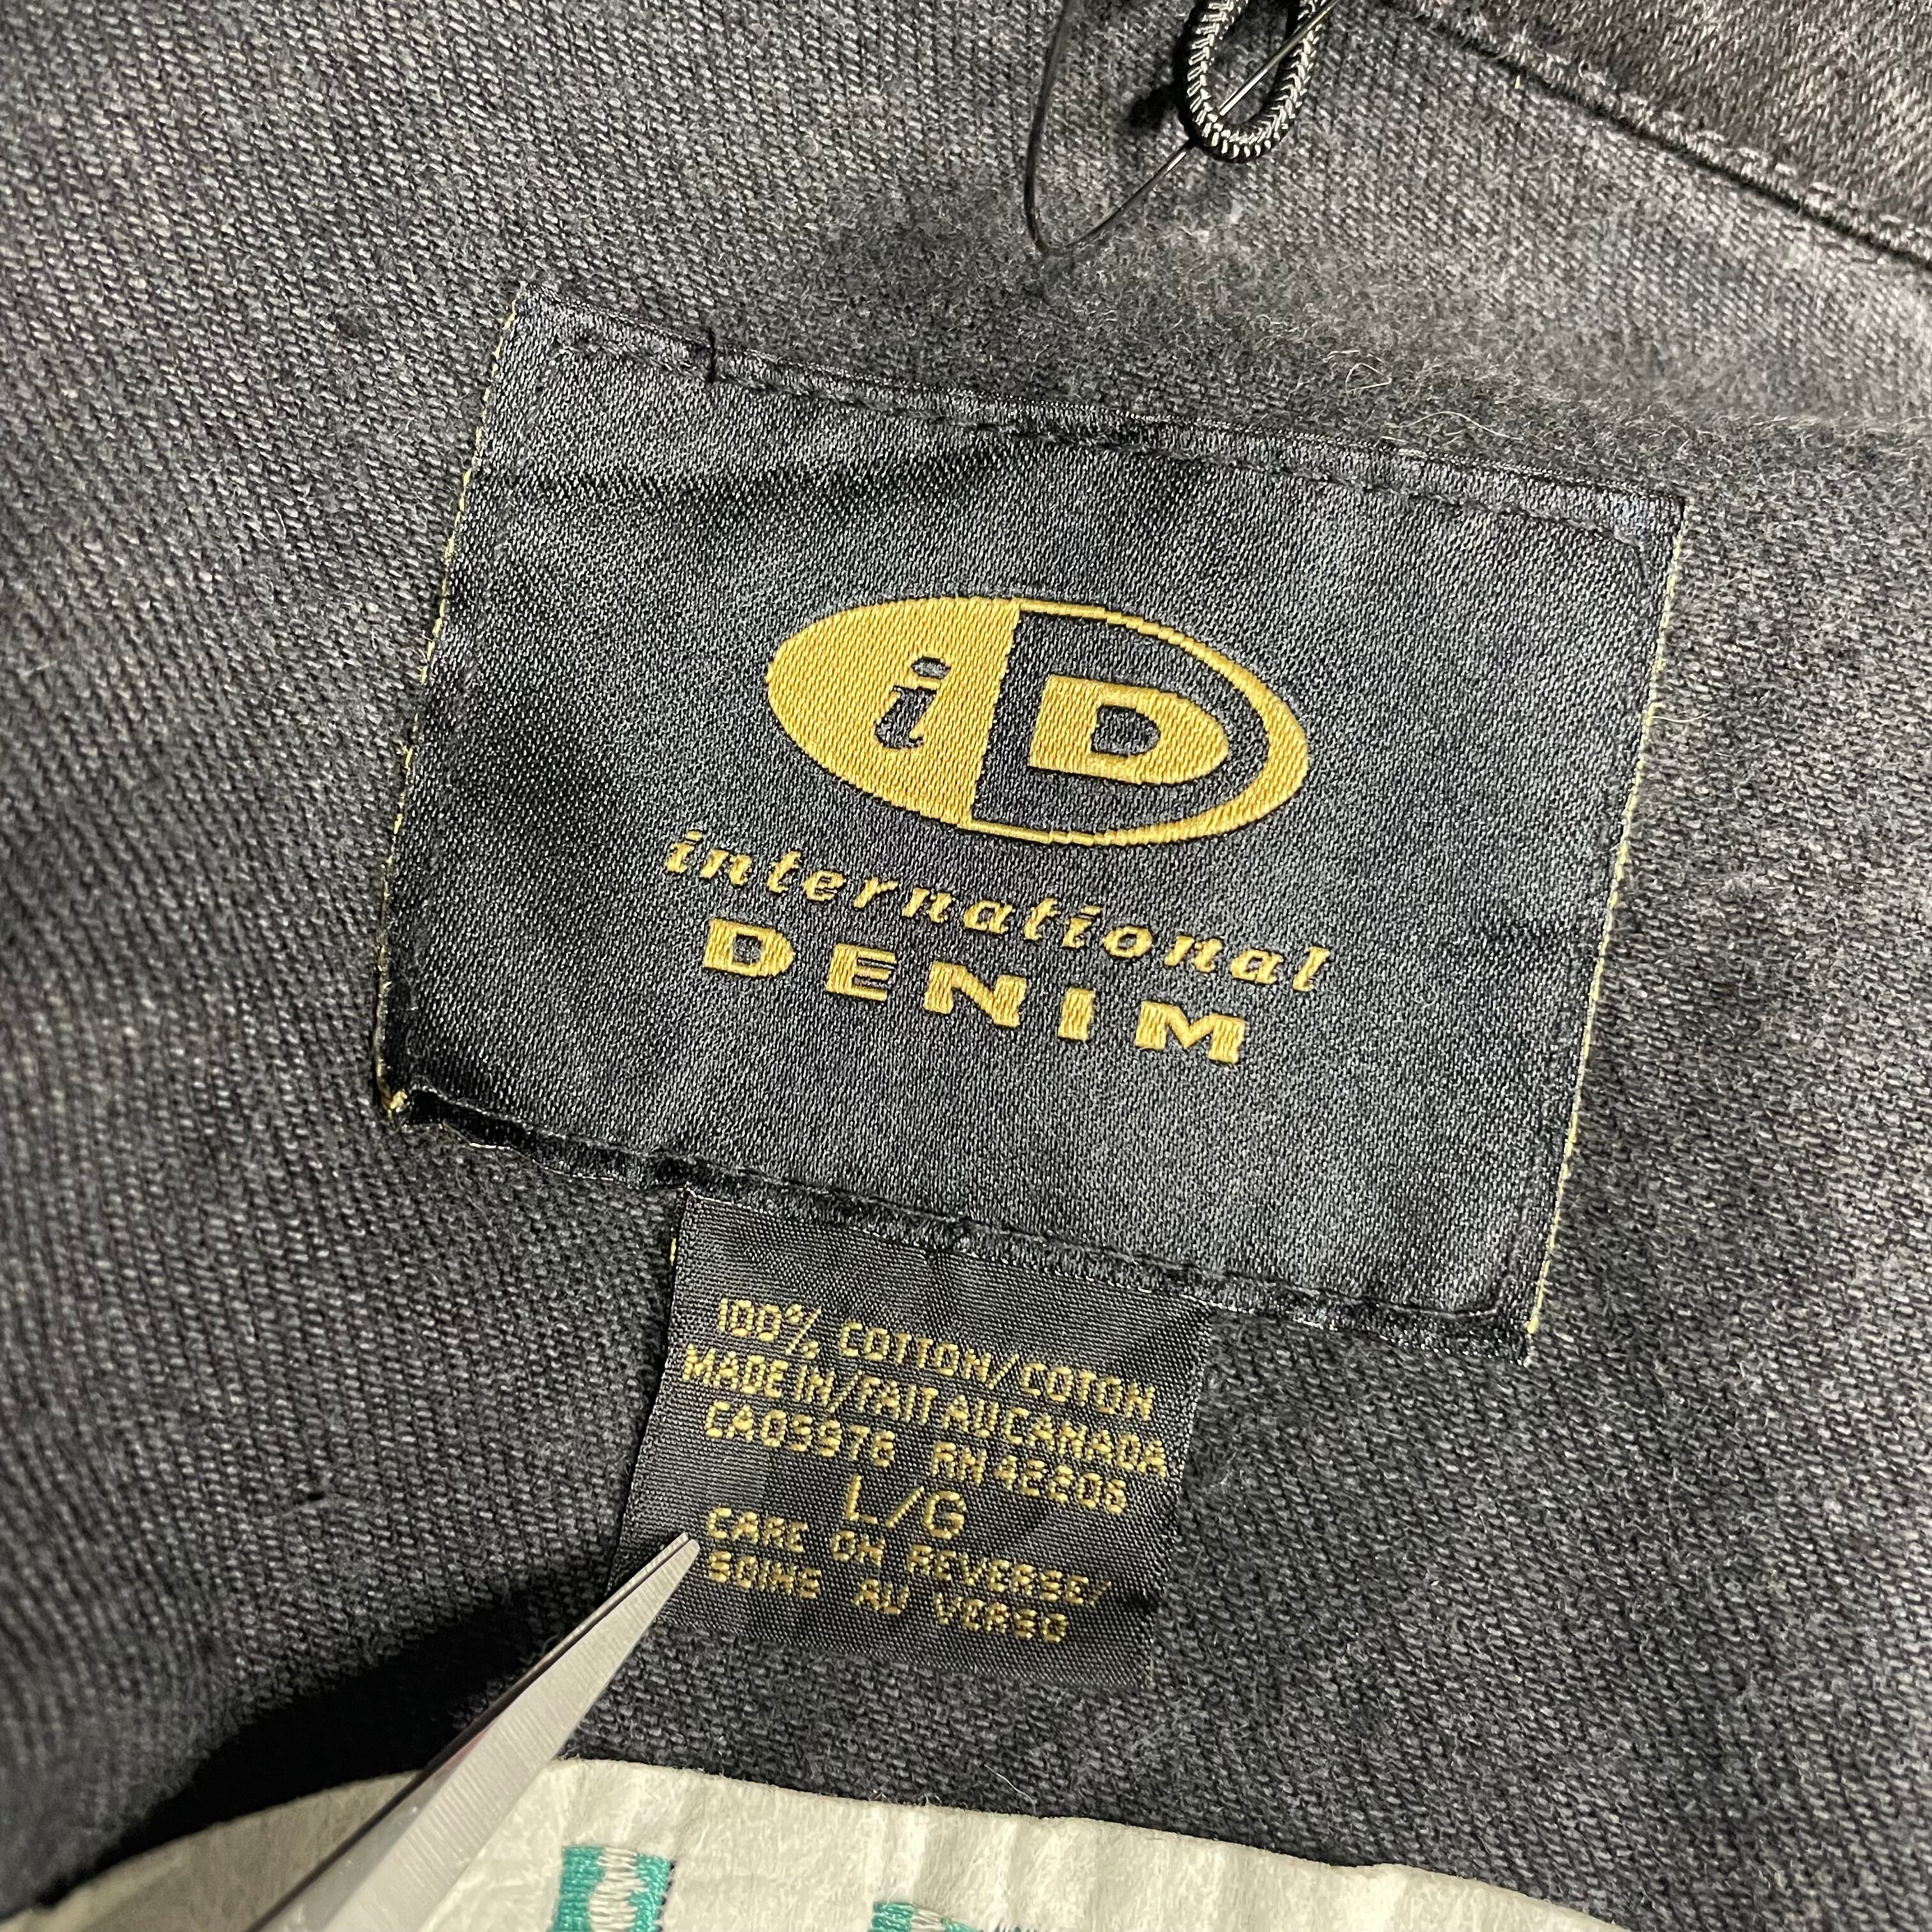 iD
international
DENIM
100% COTTON/COTON
MADE IN/FAIT AU CANADA
CA05976 RN 42806
L/G
CARE ON REVERSE/
SOINS AU VERSO